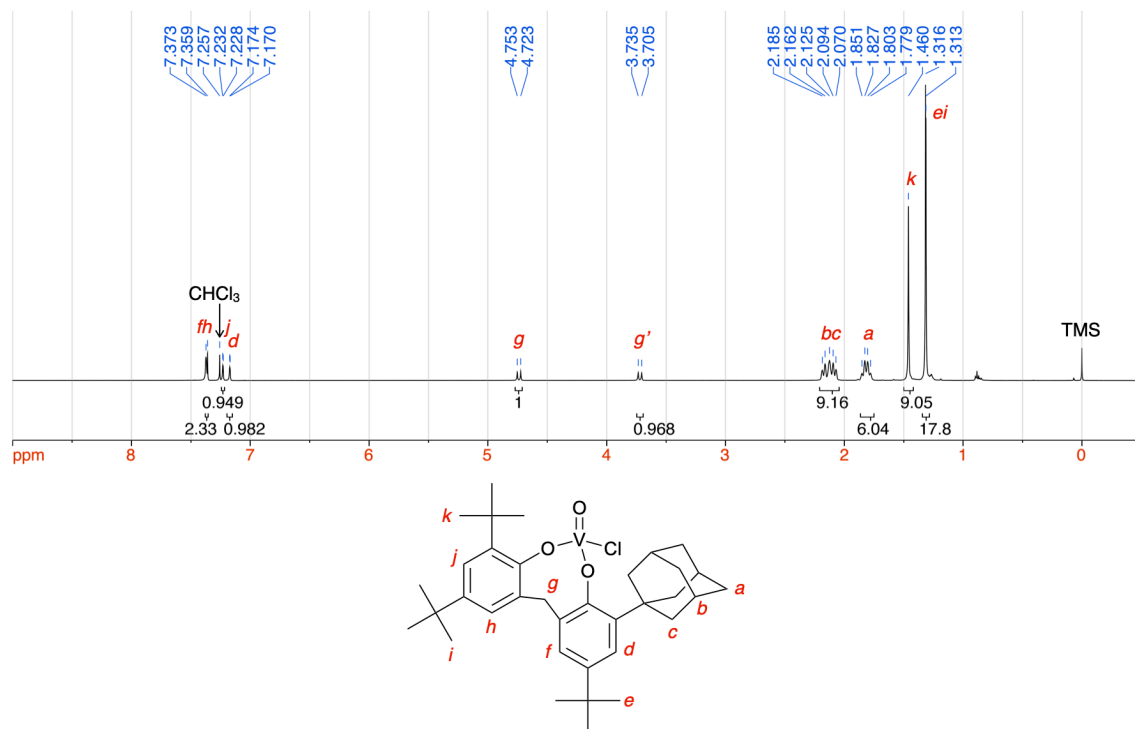 7.373
7.359
7.257
7.232
7.228
7.174
7.170
4.753
4.723
3.735
3.705
2.185
2.162
2.125
2.094
2.070
1.851
1.827
1.803
1.779
1.460
1.316
1.313
ei
k
CHCl₃
fh
j
d
g
g’
bc
a
TMS
0.949
1
9.16
9.05
2.33
0.982
0.968
6.04
17.8
ppm
8
7
6
5
4
3
2
1
0
k
O
V
O
Cl
O
j
g
a
b
h
c
i
f
d
e